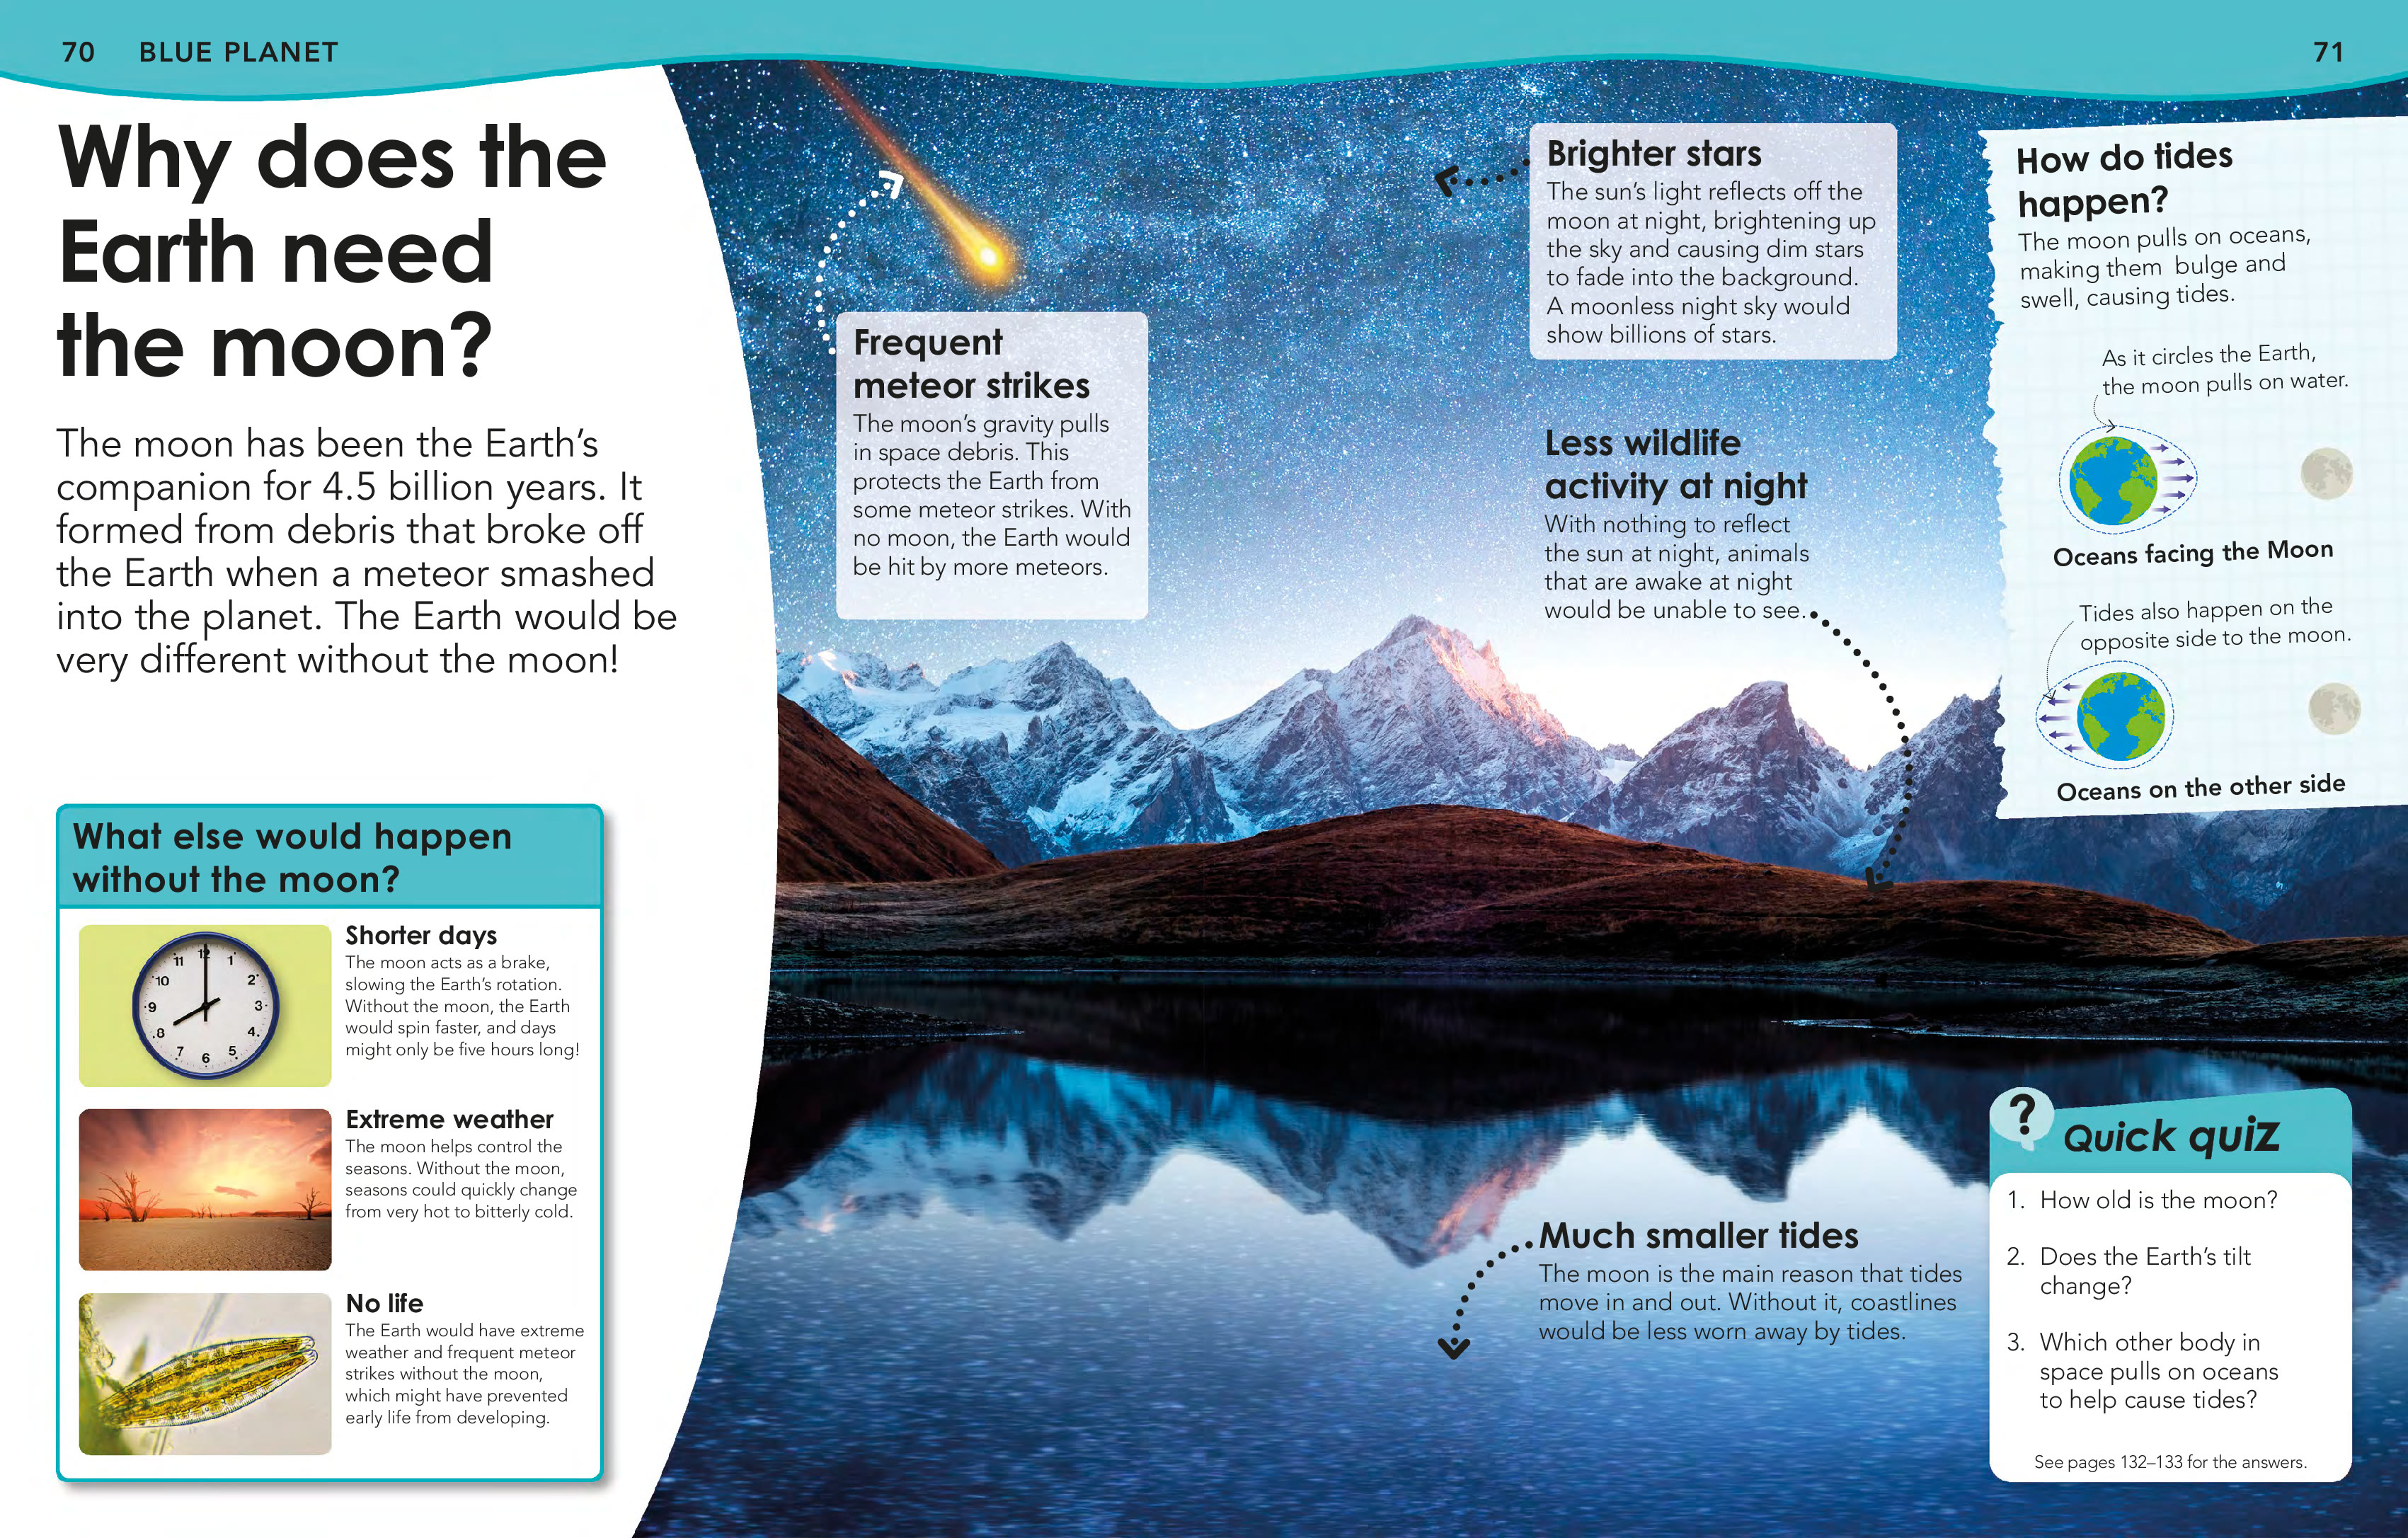 70 BLUE PLANET
71
Why does the
Earth need
the moon?
The moon has been the Earth’s
companion for 4.5 billion years. It
formed from debris that broke off
the Earth when a meteor smashed
into the planet. The Earth would be
very different without the moon!
What else would happen
without the moon?
12
1
2
3
4
5
6
7
8
9
10
11
Shorter days
The moon acts as a brake,
slowing the Earth’s rotation.
Without the moon, the Earth
would spin faster, and days
might only be five hours long!
Extreme weather
The moon helps control the
seasons. Without the moon,
seasons could quickly change
from very hot to bitterly cold.
No life
The Earth would have extreme
weather and frequent meteor
strikes without the moon,
which might have prevented
early life from developing.
Frequent
meteor strikes
The moon’s gravity pulls
in space debris. This
protects the Earth from
some meteor strikes. With
no moon, the Earth would
be hit by more meteors.
Brighter stars
The sun’s light reflects off the
moon at night, brightening up
the sky and causing dim stars
to fade into the background.
A moonless night sky would
show billions of stars.
Less wildlife
activity at night
With nothing to reflect
the sun at night, animals
that are awake at night
would be unable to see.
Much smaller tides
The moon is the main reason that tides
move in and out. Without it, coastlines
would be less worn away by tides.
How do tides
happen?
The moon pulls on oceans,
making them bulge and
swell, causing tides.
As it circles the Earth,
the moon pulls on water.
Oceans facing the Moon
Tides also happen on the
opposite side to the moon.
Oceans on the other side
?
Quick quiz
1. How old is the moon?
2. Does the Earth’s tilt
change?
3. Which other body in
space pulls on oceans
to help cause tides?
See pages 132–133 for the answers.